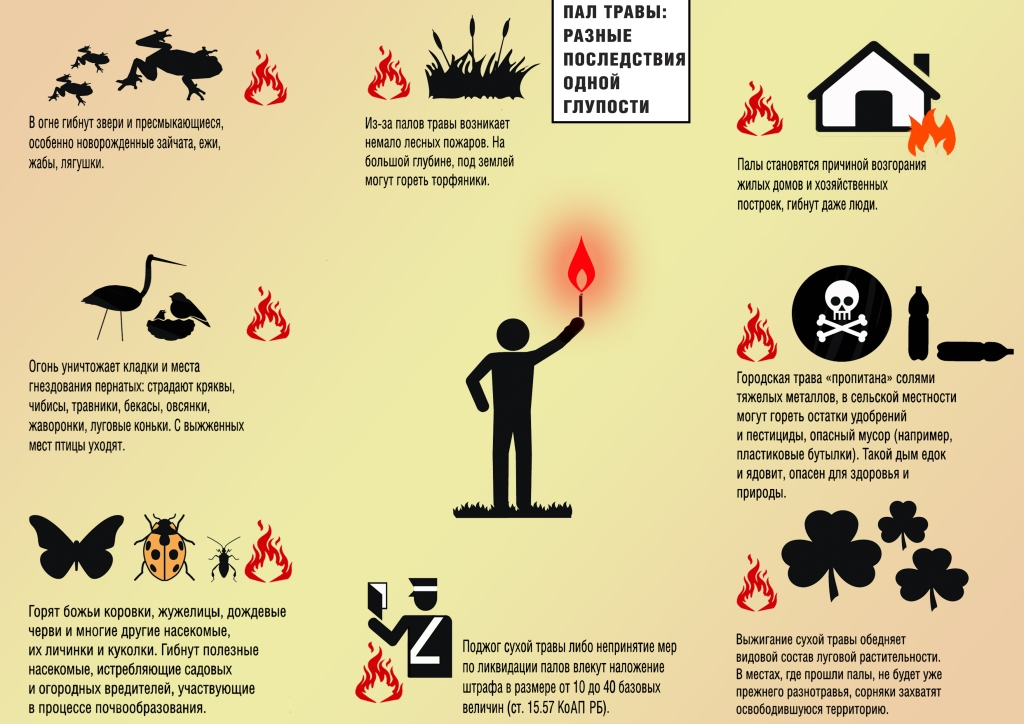 ПАЛ ТРАВЫ:
РАЗНЫЕ
ПОСЛЕДСТВИЯ
ОДНОЙ
ГЛУПОСТИ
В огне гибнут звери и пресмыкающиеся,
особенно новорожденные зайчата, ежи,
жабы, лягушки.
Из-за палов травы возникает
немало лесных пожаров. На
большой глубине, под землей
могут гореть торфяники.
Палы становятся причиной возгорания
жилых домов и хозяйственных
построек, гибнут даже люди.
Огонь уничтожает кладки и места
гнездования пернатых: страдают кряквы,
чибисы, травники, бекасы, овсянки,
жаворонки, луговые коньки. С выжженных
мест птицы уходят.
Городская трава «пропитана» солями
тяжелых металлов, в сельской местности
могут гореть остатки удобрений
и пестициды, опасный мусор (например,
пластиковые бутылки). Такой дым едок
и ядовит, опасен для здоровья и
природы.
Горят божьи коровки, жужелицы, дождевые
черви и многие другие насекомые,
их личинки и куколки. Гибнут полезные
насекомые, истребляющие садовых
и огородных вредителей, участвующие
в процессе почвообразования.
Поджог сухой травы либо непринятие мер
по ликвидации палов влекут наложение
штрафа в размере от 10 до 40 базовых
величин (ст. 15.57 КоАП РБ).
Выжигание сухой травы обедняет
видовой состав луговой растительности.
В местах, где прошли палы, не будет уже
прежнего разнотравья, сорняки захватят
освободившуюся территорию.